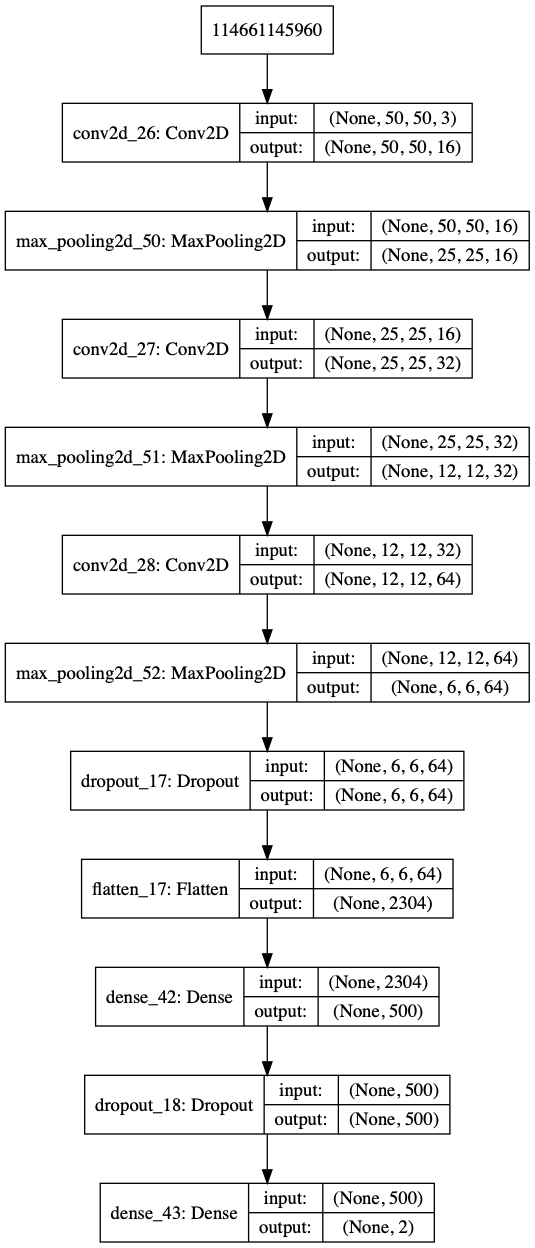 114661145960
conv2d_26: Conv2D
input:
(None, 50, 50, 3)
output:
(None, 50, 50, 16)
max_pooling2d_50: MaxPooling2D
input:
(None, 50, 50, 16)
output:
(None, 25, 25, 16)
conv2d_27: Conv2D
input:
(None, 25, 25, 16)
output:
(None, 25, 25, 32)
max_pooling2d_51: MaxPooling2D
input:
(None, 25, 25, 32)
output:
(None, 12, 12, 32)
conv2d_28: Conv2D
input:
(None, 12, 12, 32)
output:
(None, 12, 12, 64)
max_pooling2d_52: MaxPooling2D
input:
(None, 12, 12, 64)
output:
(None, 6, 6, 64)
dropout_17: Dropout
input:
(None, 6, 6, 64)
output:
(None, 6, 6, 64)
flatten_17: Flatten
input:
(None, 6, 6, 64)
output:
(None, 2304)
dense_42: Dense
input:
(None, 2304)
output:
(None, 500)
dropout_18: Dropout
input:
(None, 500)
output:
(None, 500)
dense_43: Dense
input:
(None, 500)
output:
(None, 2)